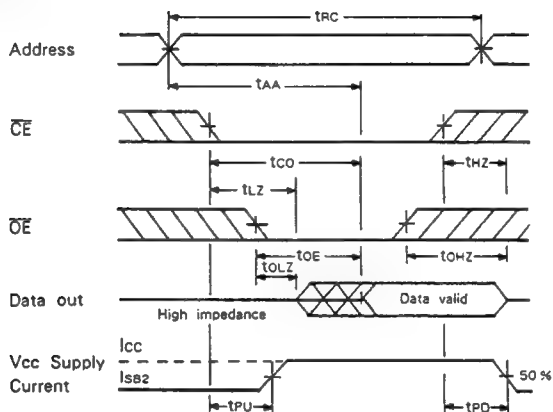 tRC
Address
tAA
CE
tHZ
tCO
tLZ
OE
tOE
tOHZ
tOLZ
Data out
Data valid
High impedance
ICC
Vcc Supply
Current
ISB2
50 %
tPU
tPD